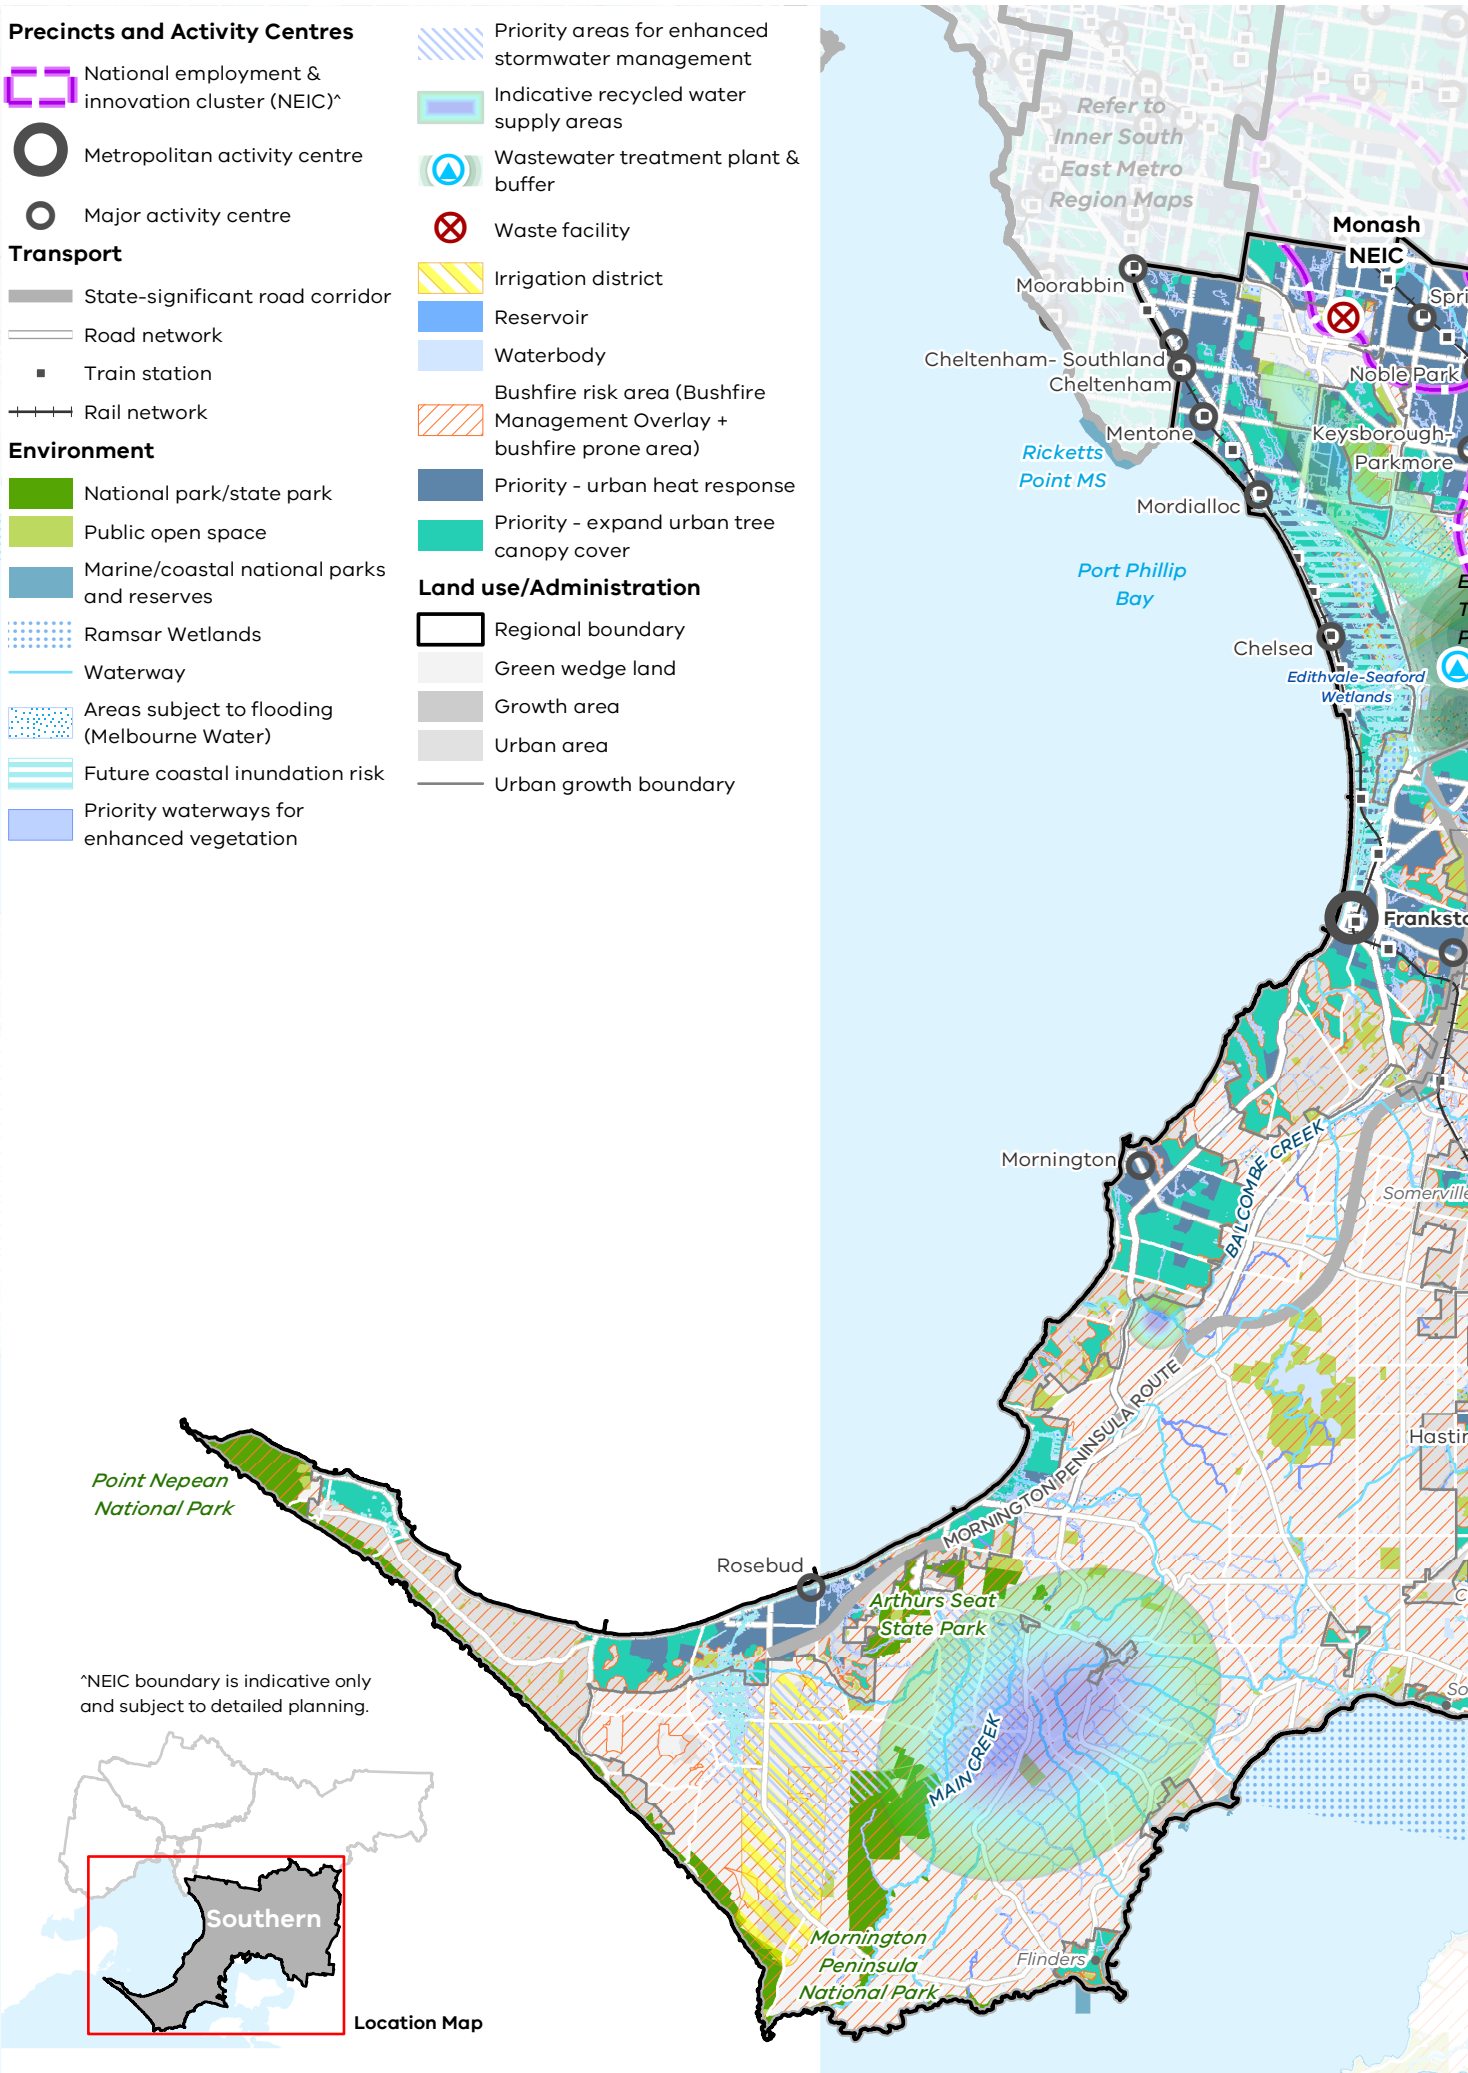 Precincts and Activity Centres
National employment &
innovation cluster (NEIC)^
Metropolitan activity centre
Major activity centre
Transport
State-significant road corridor
Road network
Train station
Rail network
Environment
National park/state park
Public open space
Marine/coastal national parks
and reserves
Ramsar Wetlands
Waterway
Areas subject to flooding
(Melbourne Water)
Future coastal inundation risk
Priority waterways for
enhanced vegetation
Priority areas for enhanced
stormwater management
Indicative recycled water
supply areas
Wastewater treatment plant &
buffer
Waste facility
Irrigation district
Reservoir
Waterbody
Bushfire risk area (Bushfire
Management Overlay +
bushfire prone area)
Priority - urban heat response
Priority - expand urban tree
canopy cover
Land use/Administration
Regional boundary
Green wedge land
Growth area
Urban area
Urban growth boundary
Refer to
Inner South
East Metro
Region Maps
Monash
NEIC
Moorabbin
Spri
Cheltenham- Southland
Cheltenham
Noble Park
Mentone
Keysborough-
Parkmore
Ricketts
Point MS
Mordialloc
Port Phillip
Bay
E
T
P
Chelsea
Edithvale-Seaford
Wetlands
Franksto
Mornington
BALCOMBE CREEK
Somerville
MORNINGTON PENINSULA ROUTE
Hastin
Point Nepean
National Park
Rosebud
Arthurs Seat
State Park
C
So
MAIN CREEK
Mornington
Peninsula
National Park
Flinders
^NEIC boundary is indicative only
and subject to detailed planning.
Southern
Location Map